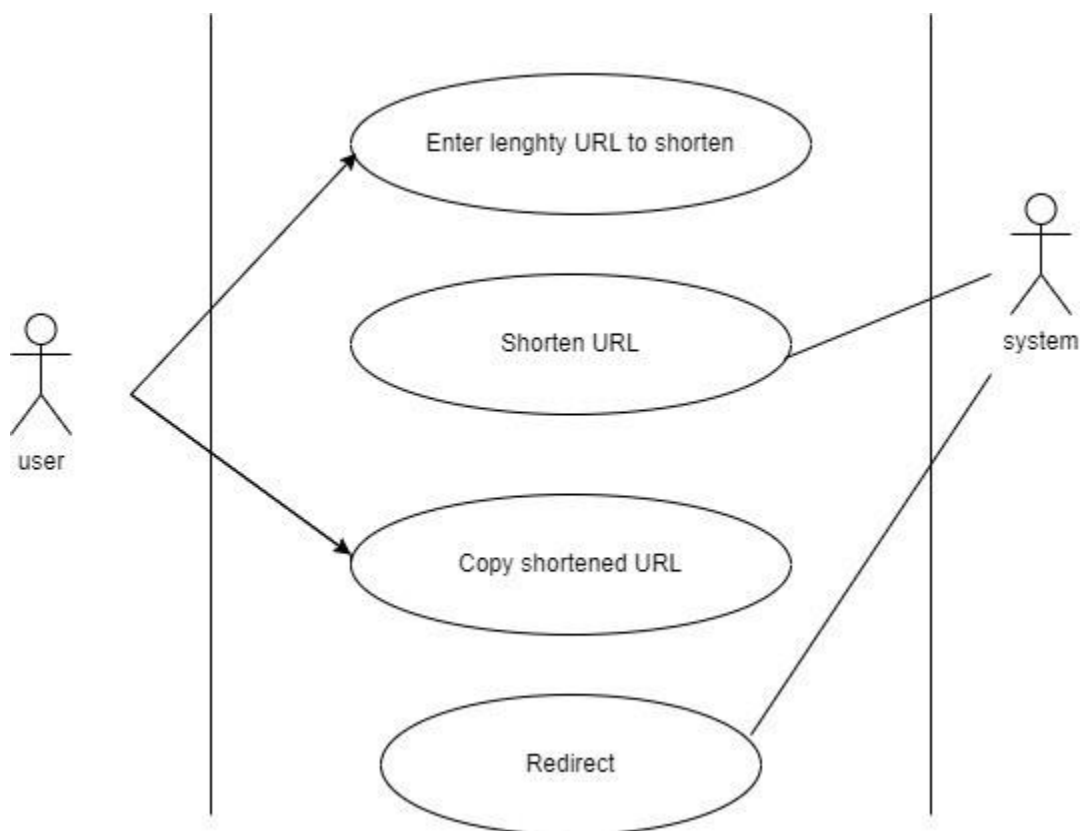 Enter lenghty URL to shorten
Shorten URL
system
user
Copy shortened URL
Redirect